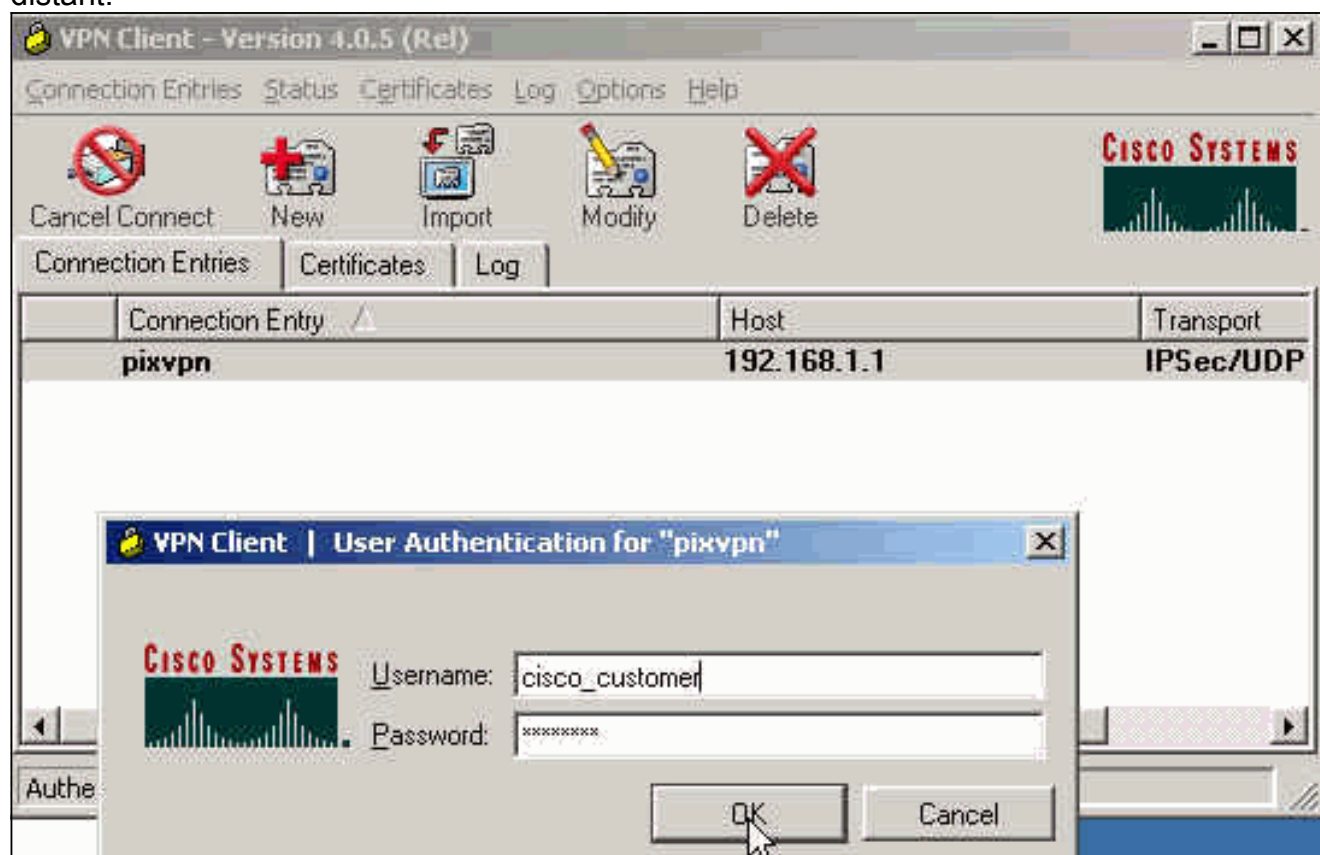 distant.
VPN Client - Version 4.0.5 (Rel)
Connection Entries Status Certificates Log Options Help
CISCO SYSTEMS
Cancel Connect New Import Modify Delete
Connection Entries Certificates Log
Connection Entry Host Transport
pixvpn 192.168.1.1 IPSec/UDP
VPN Client | User Authentication for "pixvpn"
CISCO SYSTEMS
Username: cisco_customer
Password: ********
Authe
OK Cancel